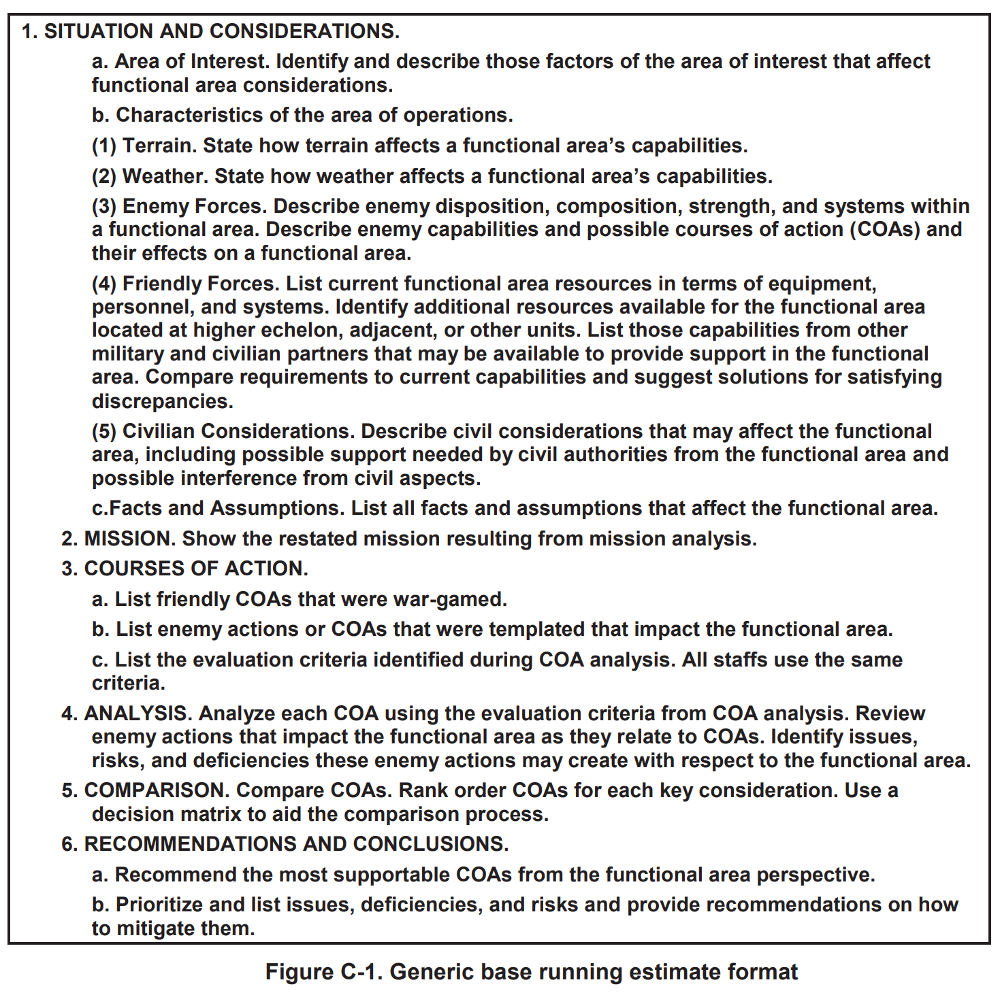 1. SITUATION AND CONSIDERATIONS.
a. Area of Interest. Identify and describe those factors of the area of interest that affect
functional area considerations.
b. Characteristics of the area of operations.
(1) Terrain. State how terrain affects a functional area’s capabilities.
(2) Weather. State how weather affects a functional area’s capabilities.
(3) Enemy Forces. Describe enemy disposition, composition, strength, and systems within
a functional area. Describe enemy capabilities and possible courses of action (COAs) and
their effects on a functional area.
(4) Friendly Forces. List current functional area resources in terms of equipment,
personnel, and systems. Identify additional resources available for the functional area
located at higher echelon, adjacent, or other units. List those capabilities from other
military and civilian partners that may be available to provide support in the functional
area. Compare requirements to current capabilities and suggest solutions for satisfying
discrepancies.
(5) Civilian Considerations. Describe civil considerations that may affect the functional
area, including possible support needed by civil authorities from the functional area and
possible interference from civil aspects.
c.Facts and Assumptions. List all facts and assumptions that affect the functional area.
2. MISSION. Show the restated mission resulting from mission analysis.
3. COURSES OF ACTION.
a. List friendly COAs that were war-gamed.
b. List enemy actions or COAs that were templated that impact the functional area.
c. List the evaluation criteria identified during COA analysis. All staffs use the same
criteria.
4. ANALYSIS. Analyze each COA using the evaluation criteria from COA analysis. Review
enemy actions that impact the functional area as they relate to COAs. Identify issues,
risks, and deficiencies these enemy actions may create with respect to the functional area.
5. COMPARISON. Compare COAs. Rank order COAs for each key consideration. Use a
decision matrix to aid the comparison process.
6. RECOMMENDATIONS AND CONCLUSIONS.
a. Recommend the most supportable COAs from the functional area perspective.
b. Prioritize and list issues, deficiencies, and risks and provide recommendations on how
to mitigate them.
Figure C-1. Generic base running estimate format